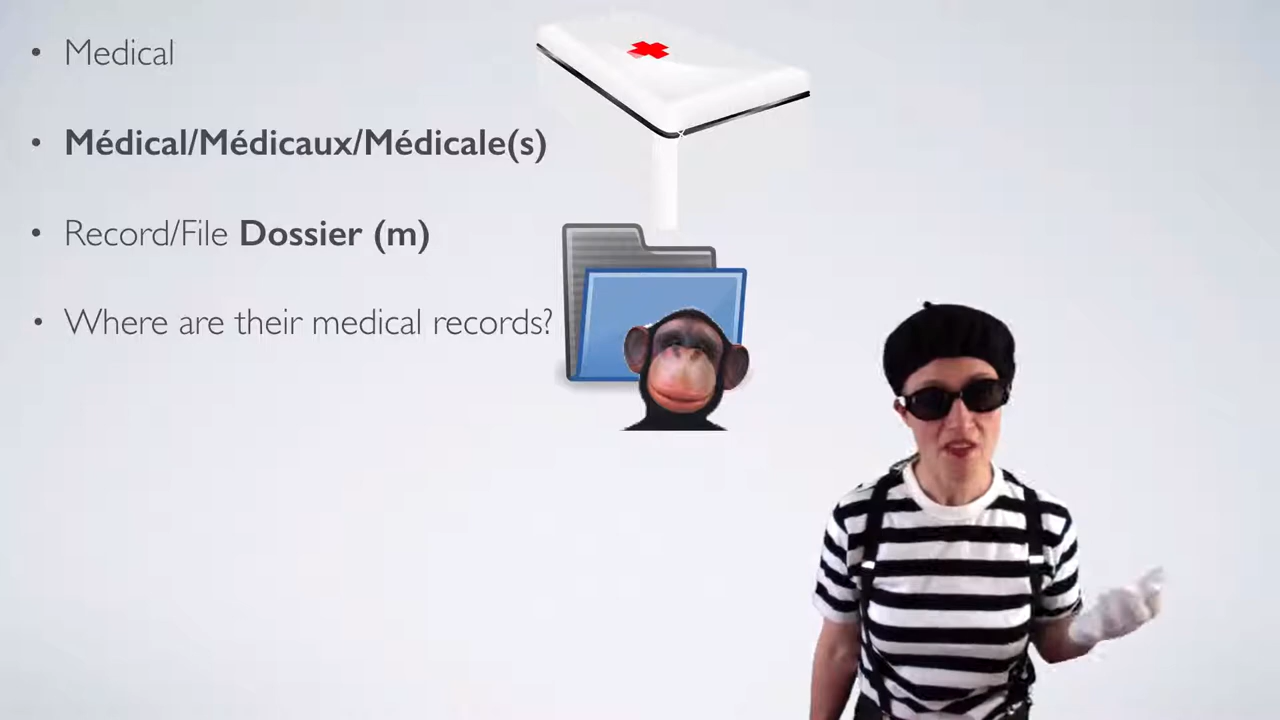 • Medical
• Médical/Médicaux/Médicale(s)
• Record/File Dossier (m)
• Where are their medical records?